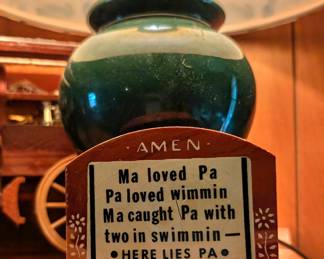 · AMEN ·
Ma loved Pa
Pa loved wimmin
Ma caught Pa with
two in swimmin —
• HERE LIES PA •